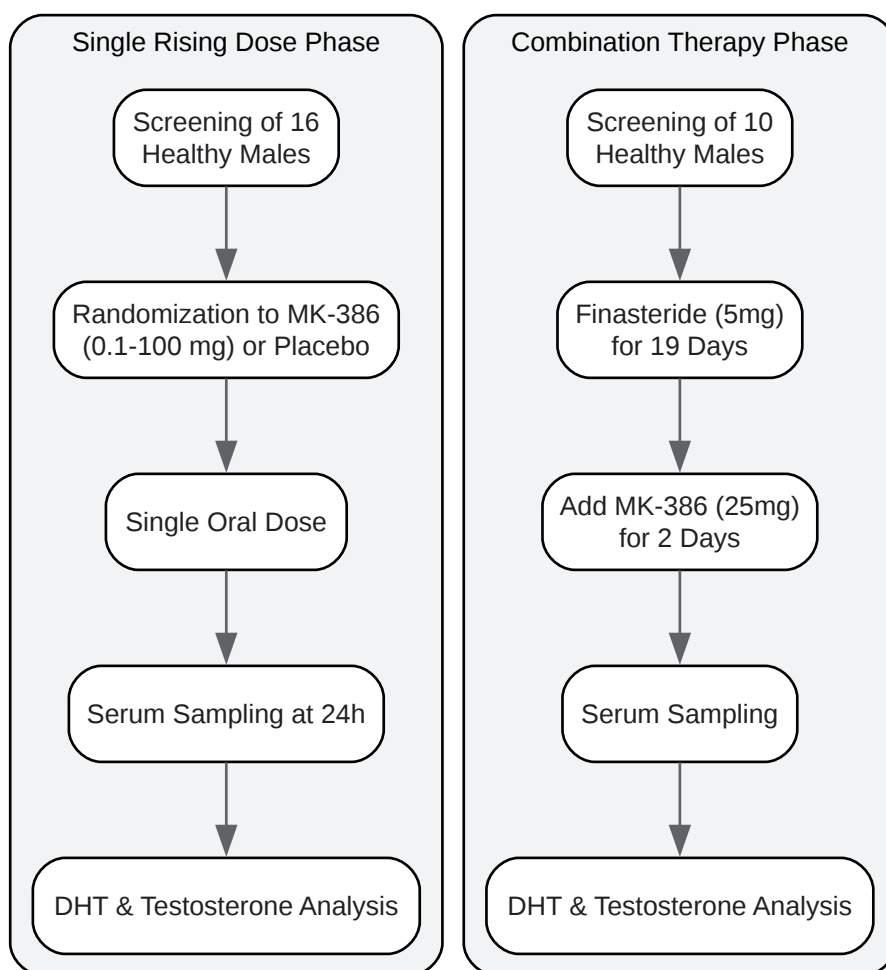 Single Rising Dose Phase
Screening of 16
Healthy Males
Randomization to MK-386
(0.1-100 mg) or Placebo
Single Oral Dose
Serum Sampling at 24h
DHT & Testosterone Analysis
Combination Therapy Phase
Screening of 10
Healthy Males
Finasteride (5mg)
for 19 Days
Add MK-386 (25mg)
for 2 Days
Serum Sampling
DHT & Testosterone Analysis